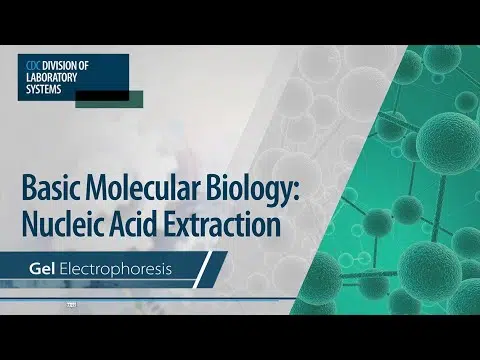 CDC DIVISION OF
LABORATORY
SYSTEMS
Basic Molecular Biology:
Nucleic Acid Extraction
Gel Electrophoresis